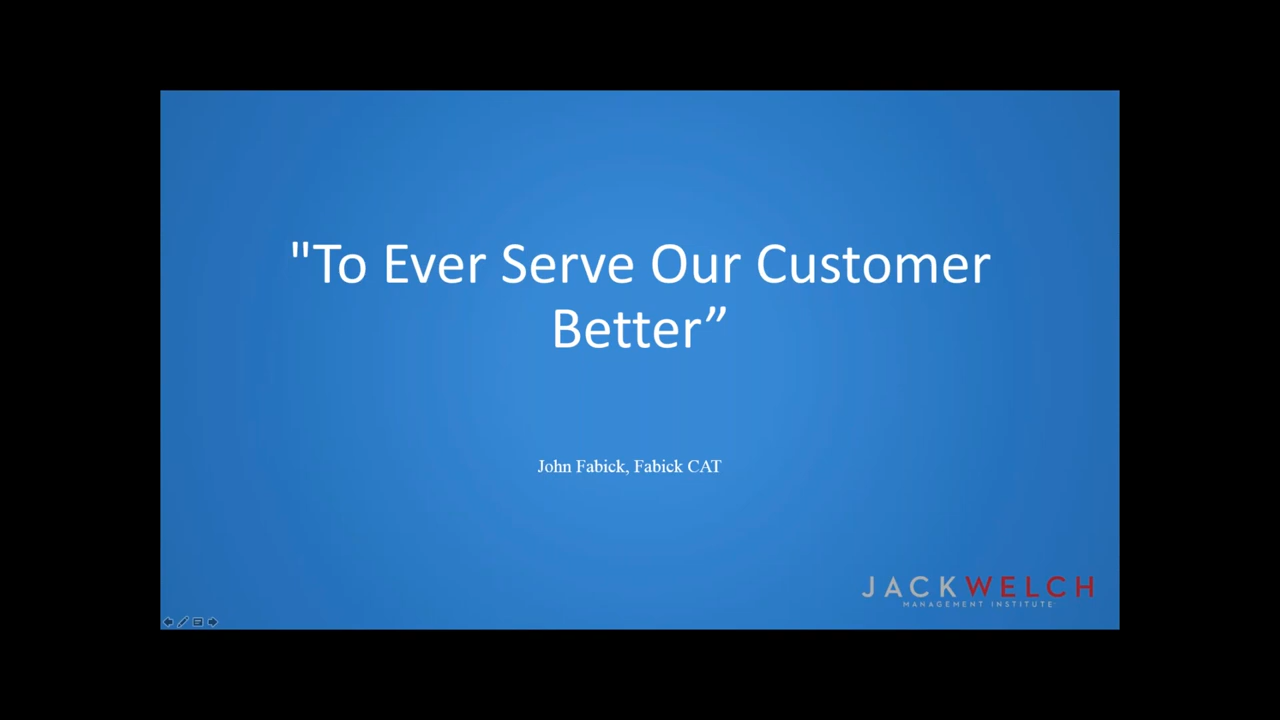 "To Ever Serve Our Customer
Better”
John Fabick, Fabick CAT
JACKWELCH
MANAGEMENT INSTITUTE